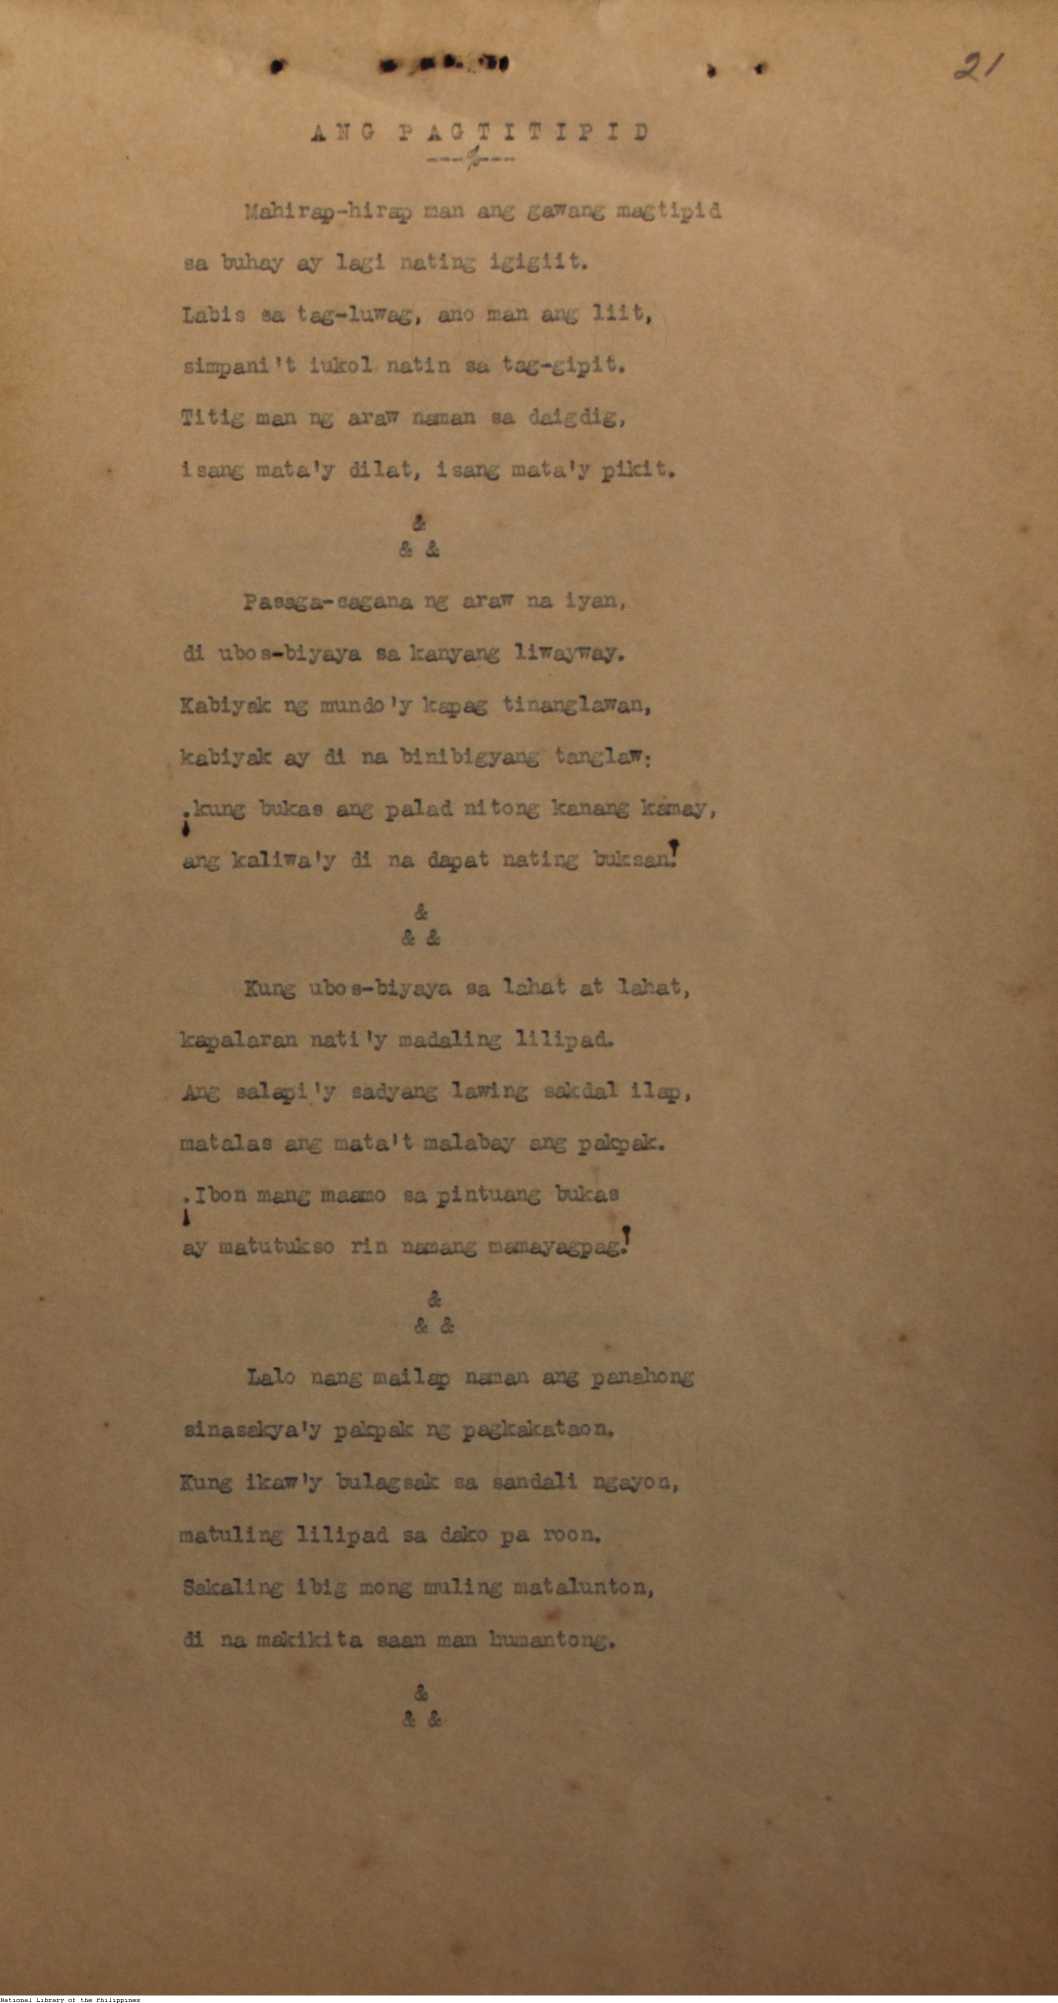 21
ANG PAGTITIPID
Mahirap-hirap man ang gawang magtipid
sa buhay ay lagi nating igigiit.
Labis sa tag-luwag, ano man ang liit,
simpani't iukol natin sa tag-gipit.
Titig man ng araw naman sa daigdig,
isang mata'y dilat, isang mata'y pikit.
&
& &
Pasaga-sagana ng araw na iyan,
di ubos-biyaya sa kanyang liwayway.
Kabiyak ng mundo'y kapag tinanglawan,
kabiyak ay di na binibigyang tanglaw:
¡kung bukas ang palad nitong kanang kamay,
ang kaliwa'y di na dapat nating buksan!
&
& &
Kung ubos-biyaya sa lahat at lahat,
kapalaran nati'y madaling lilipad.
Ang salapi'y sadyang lawing sakdal ilap,
matalas ang mata't malabay ang pakpak.
¡Ibon mang maamo sa pintuang bukas
ay matutukso rin namang mamayagpag!
&
& &
Lalo nang mailap naman ang panahong
sinasakya'y pakpak ng pagkakataon.
Kung ikaw'y bulagsak sa sandali ngayon,
matuling lilipad sa dako pa roon.
Sakaling ibig mong muling matalunton,
di na makikita saan man humantong.
&
& &
National Library of the Philippines